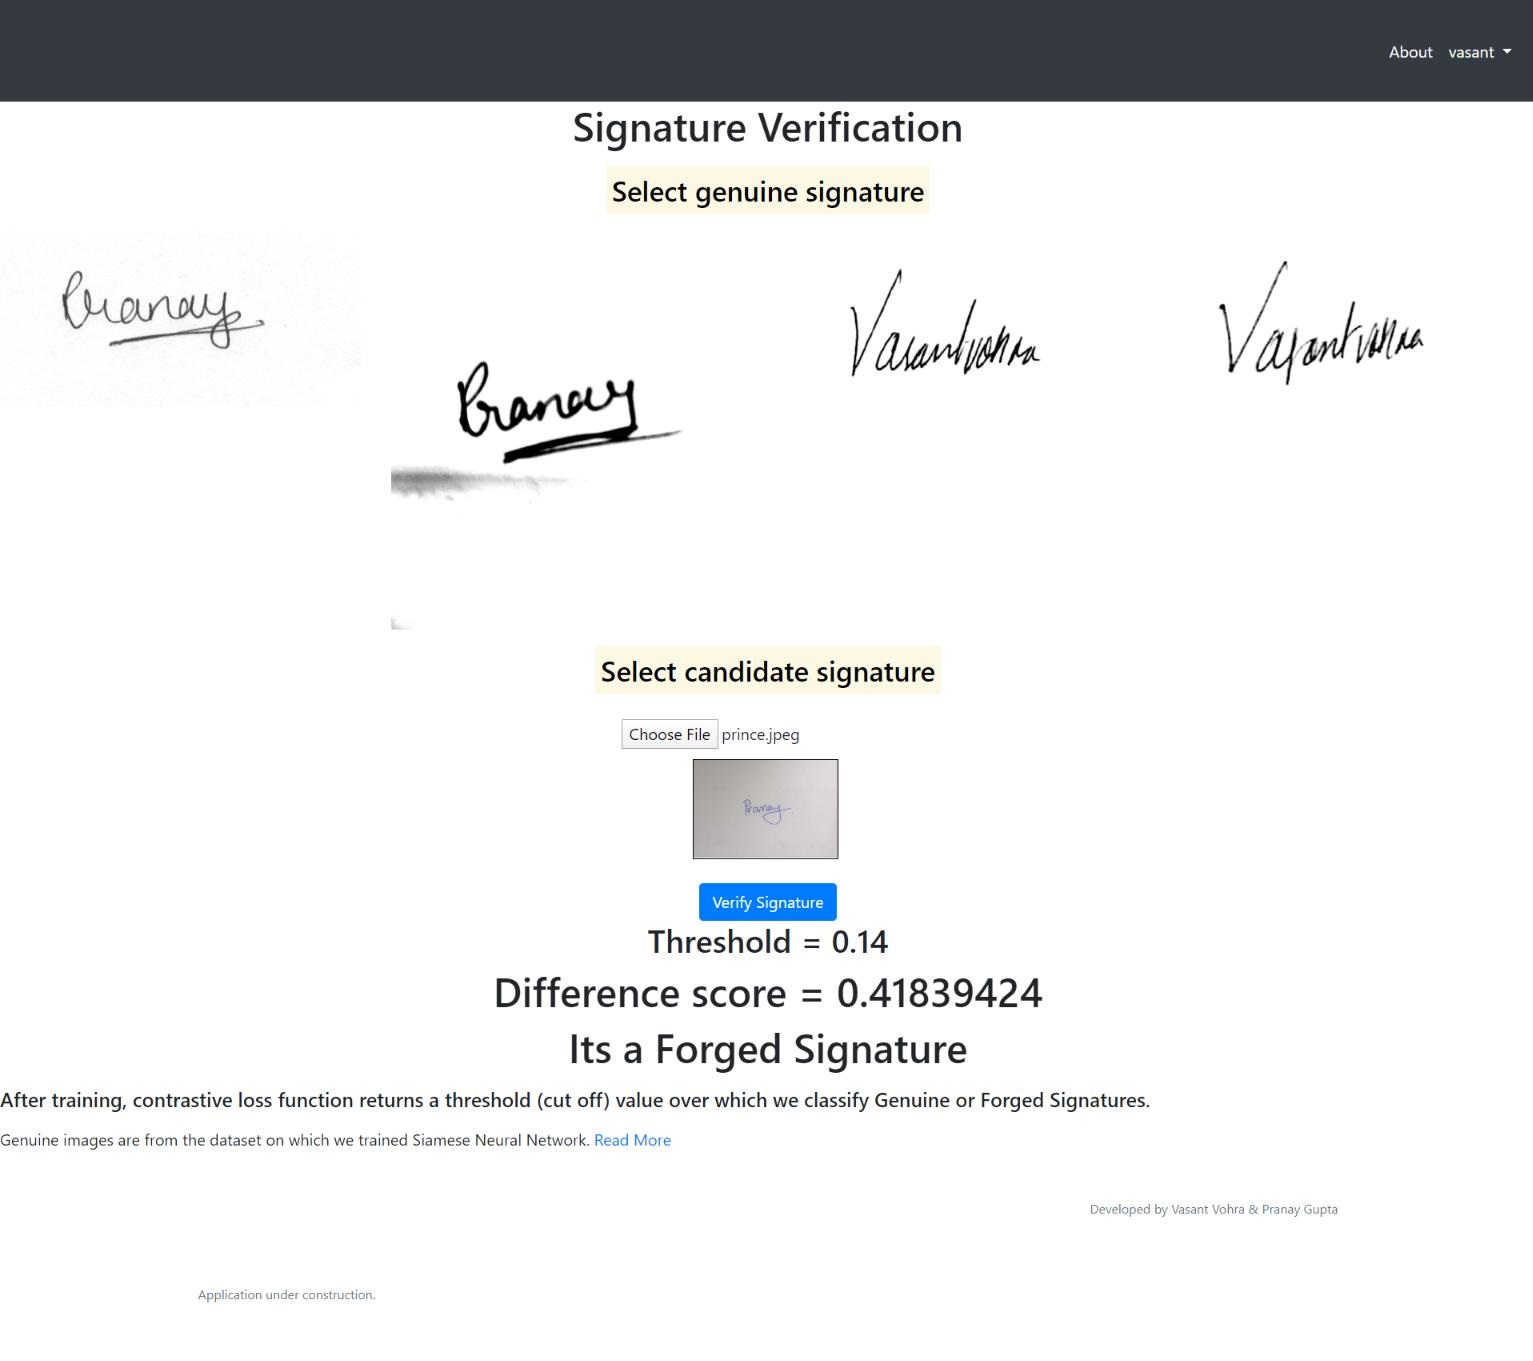 About vasant
Signature Verification
Select genuine signature
Pranay
Pranay
Vasantvohra
Vasantvohra
Select candidate signature
Choose File prince.jpeg
Pranay
Verify Signature
Threshold = 0.14
Difference score = 0.41839424
Its a Forged Signature
After training, contrastive loss function returns a threshold (cut off) value over which we classify Genuine or Forged Signatures.
Genuine images are from the dataset on which we trained Siamese Neural Network. Read More
Developed by Vasant Vohra & Pranay Gupta
Application under construction.